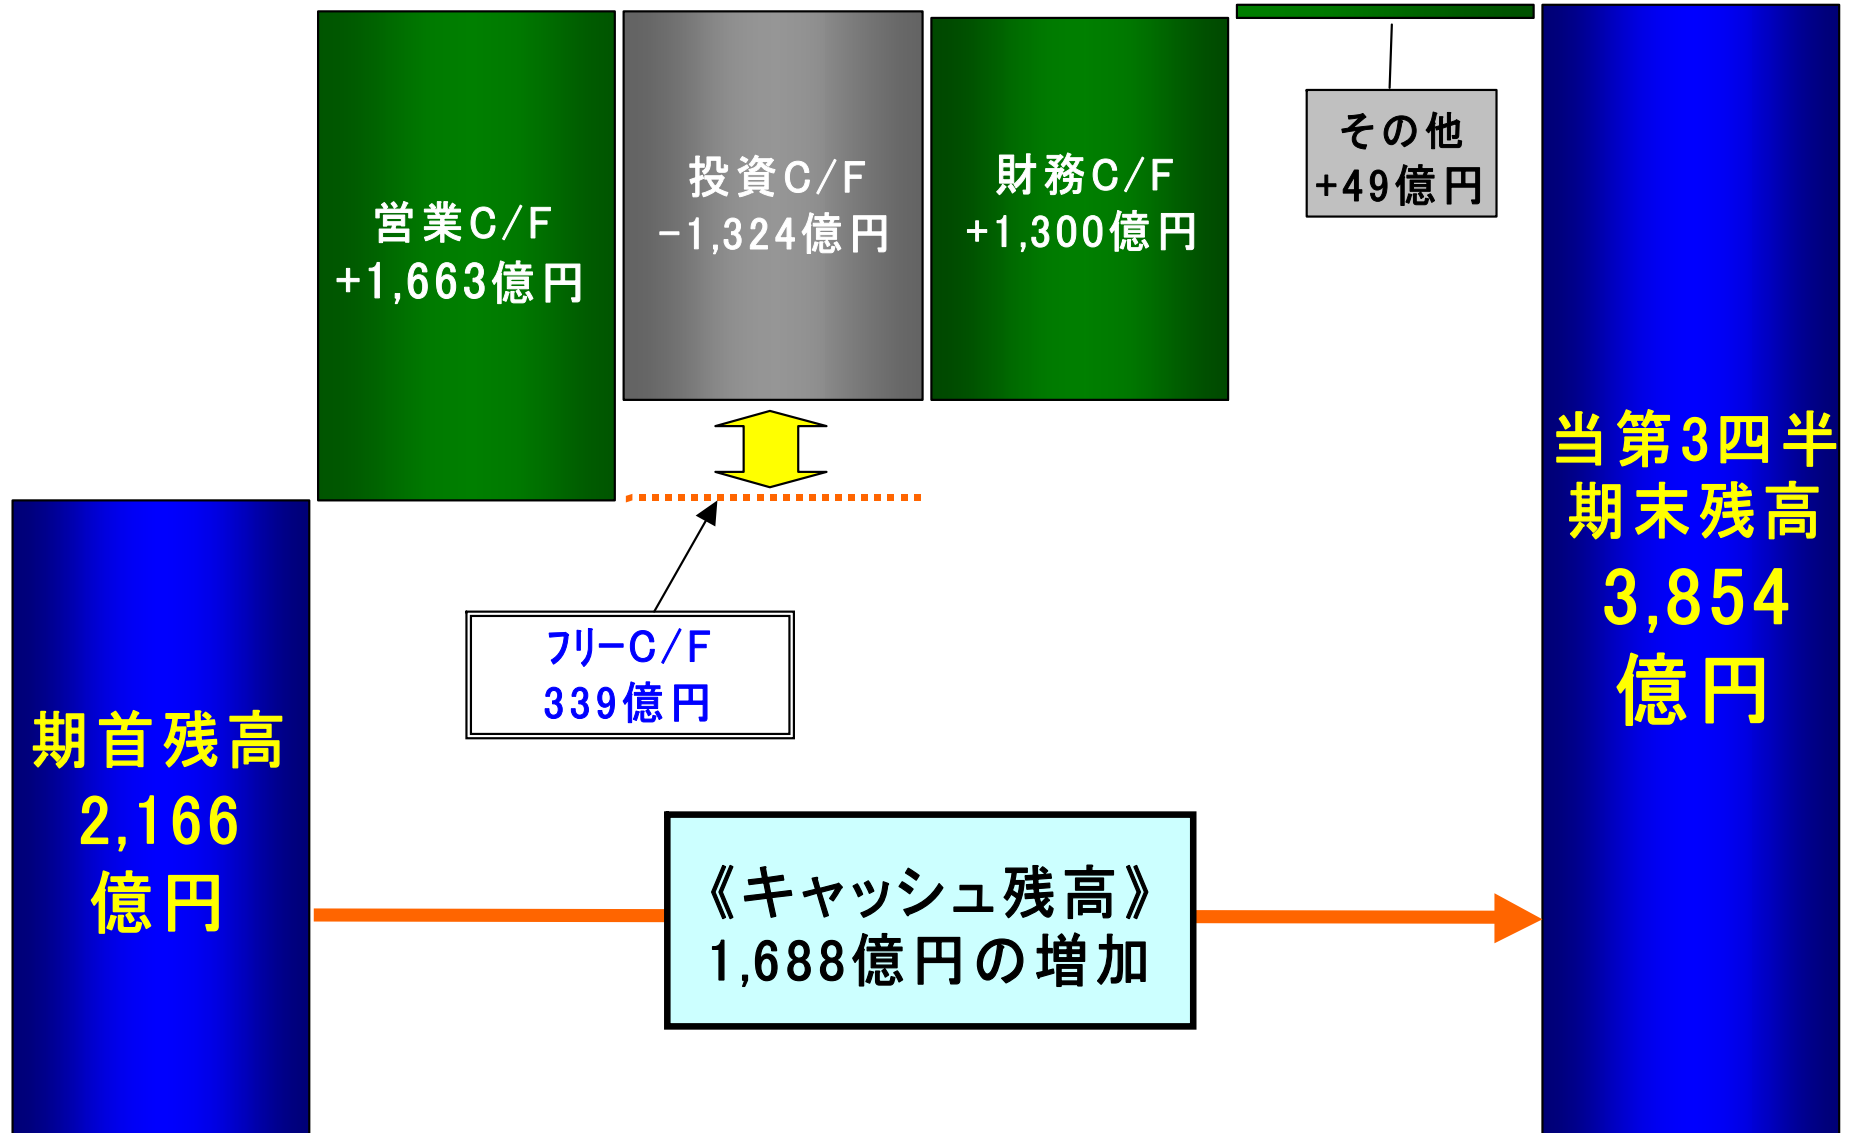 営業C/F
+1,663億円
投資C/F
-1,324億円
財務C/F
+1,300億円
その他
+49億円
フリーC/F
339億円
期首残高
2,166
億円
《キャッシュ残高》
1,688億円の増加
当第3四半
期末残高
3,854
億円